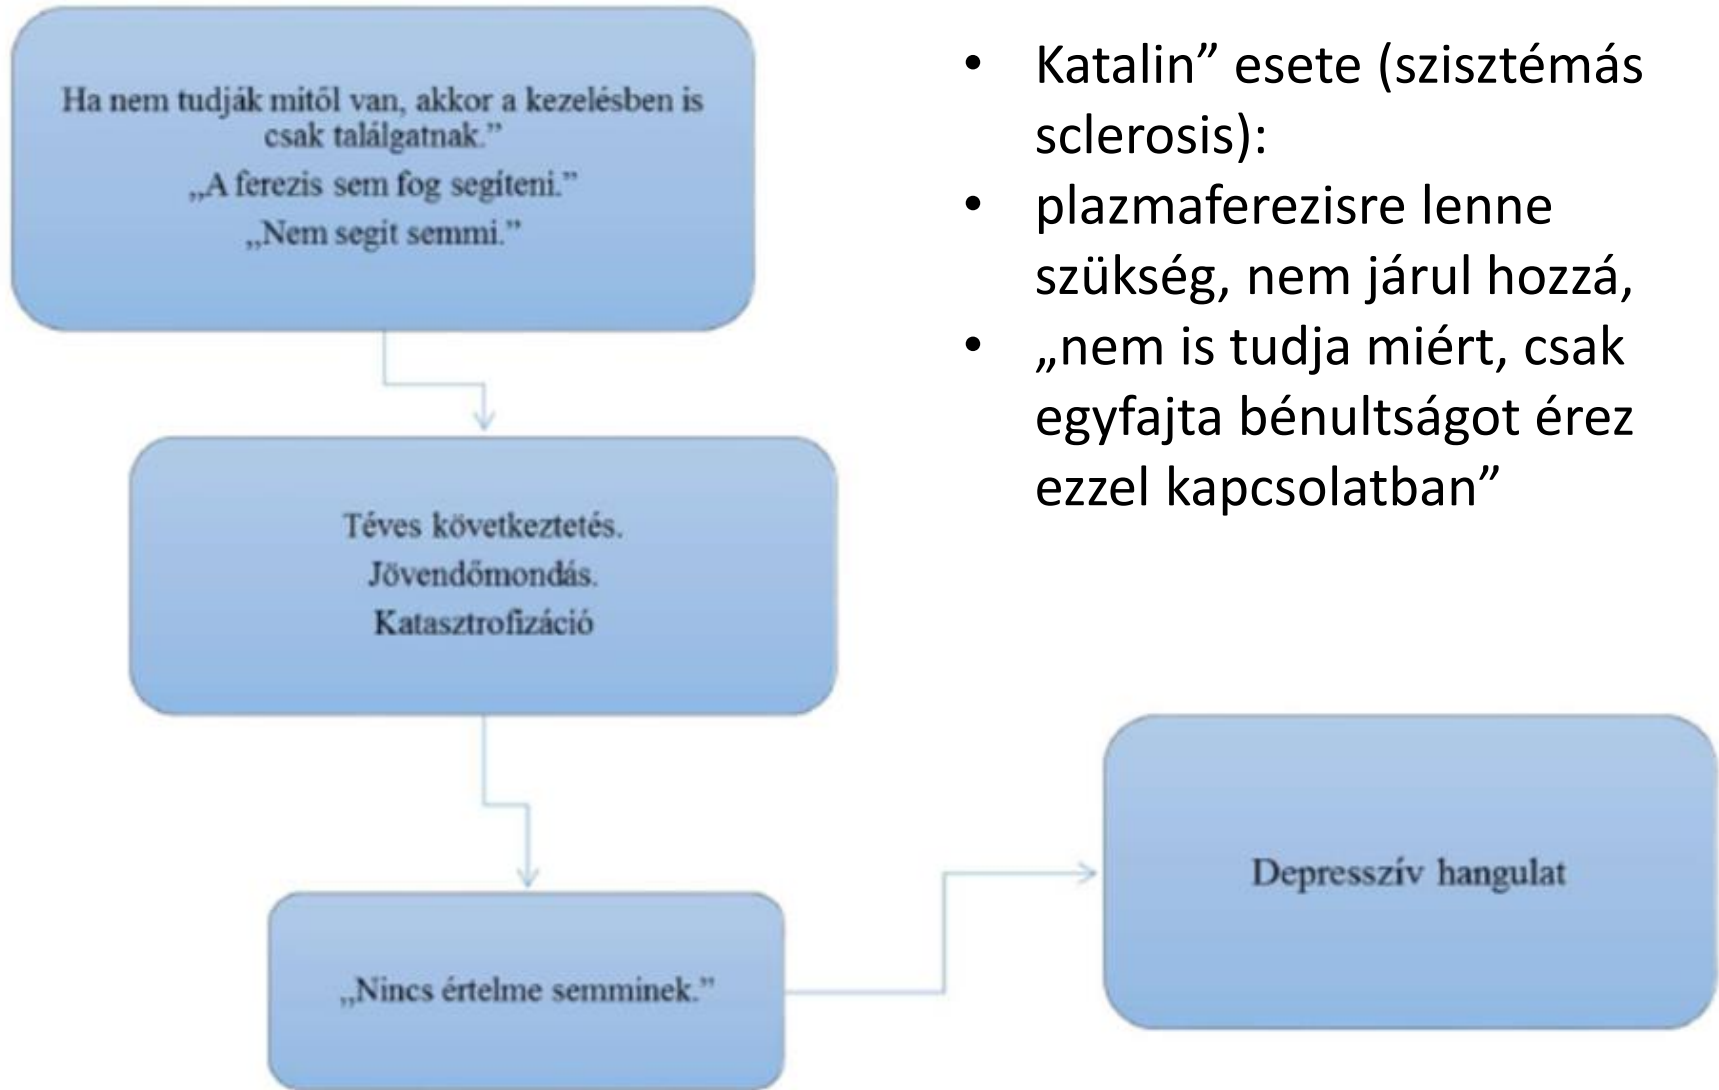 Ha nem tudják mitől van, akkor a kezelésben is
csak találgatnak.”
„A ferezis sem fog segíteni.”
„Nem segít semmi.”
Téves következtetés.
Jövendőmondás.
Katasztrofizáció
„Nincs értelme semminek.”
Depresszív hangulat
• Katalin” esete (szisztémás
sclerosis):
• plazmaferezisre lenne
szükség, nem járul hozzá,
• „nem is tudja miért, csak
egyfajta bénultságot érez
ezzel kapcsolatban”